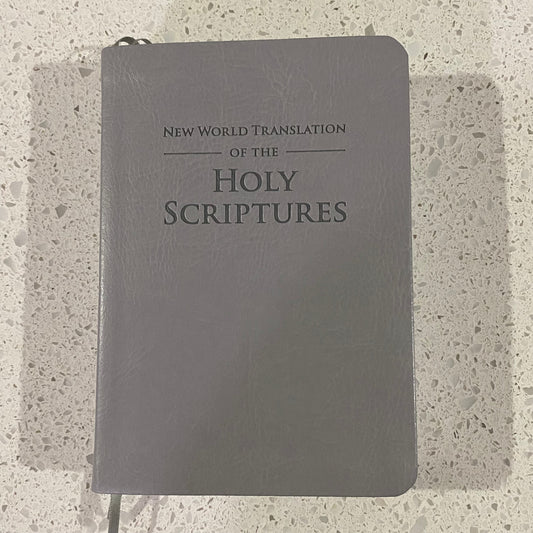 New World Translation
of the
Holy
Scriptures